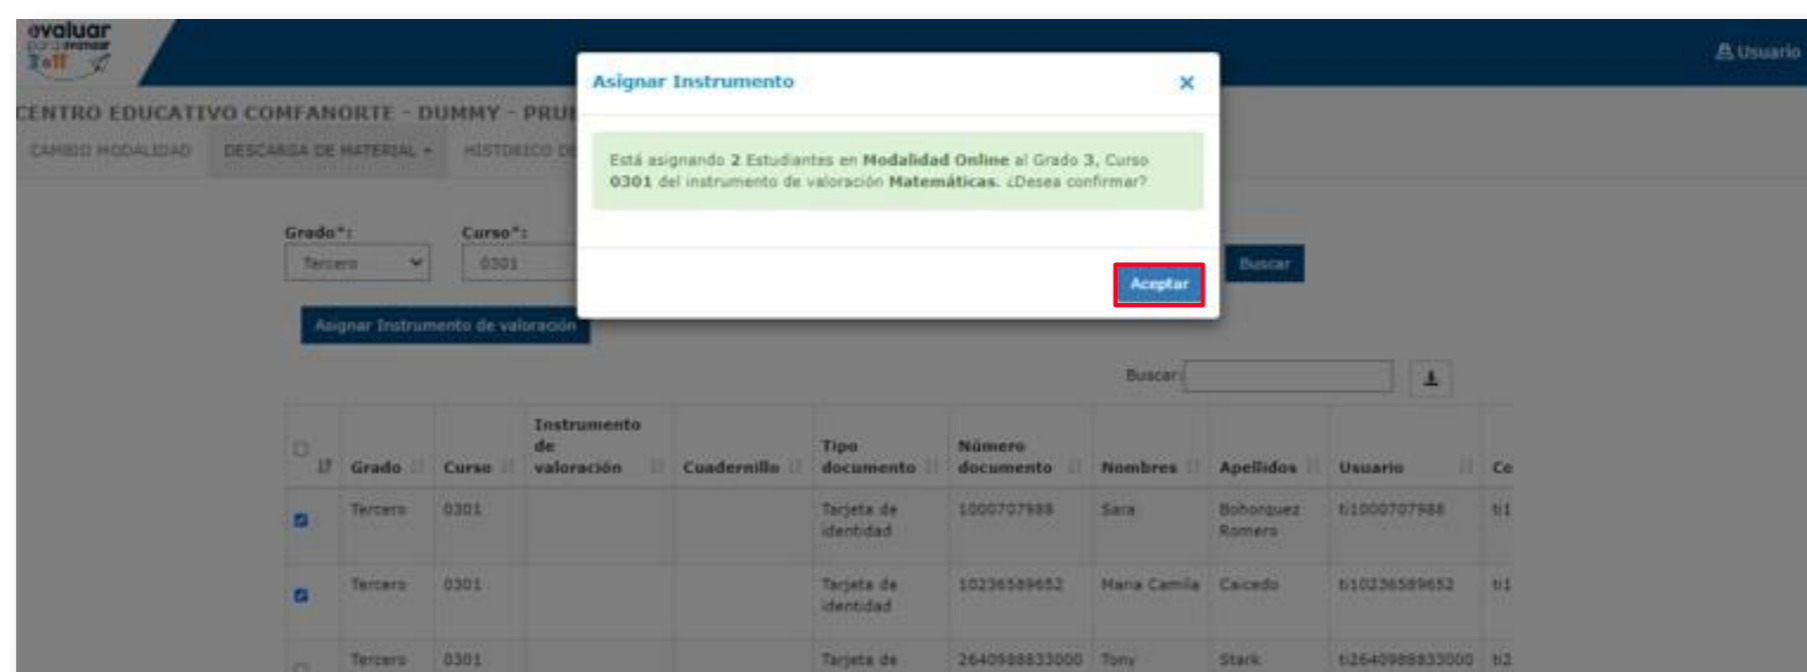 evaluar
para avanzar
3°a11°
Usuario
Asignar Instrumento ×
CENTRO EDUCATIVO COMFANORTE - DUMMY -
CAMBIO MODALIDAD DESCARGA DE MATERIAL HISTORICO DE
Está asignando 2 Estudiantes en Modalidad Online al Grado 3, Curso
0301 del instrumento de valoración Matemáticas. ¿Desea confirmar?
Grado*: Curso*:
Tercero 0301 Buscar
Aceptar
Asignar Instrumento de valoración
Buscar:
Grado Curso Instrumento de valoración Cuadernillo Tipo documento Número documento Nombres Apellidos Usuario Co
Tercero 0301 Tarjeta de identidad 1000707988 Sara Bohorquez Romero ti1000707988 ti1
Tercero 0301 Tarjeta de identidad 10236589652 Maria Camila Caicedo ti10236589652 ti1
Tercero 0301 Tarjeta de 2640988833000 Tony Stark ti2640988833000 ti2